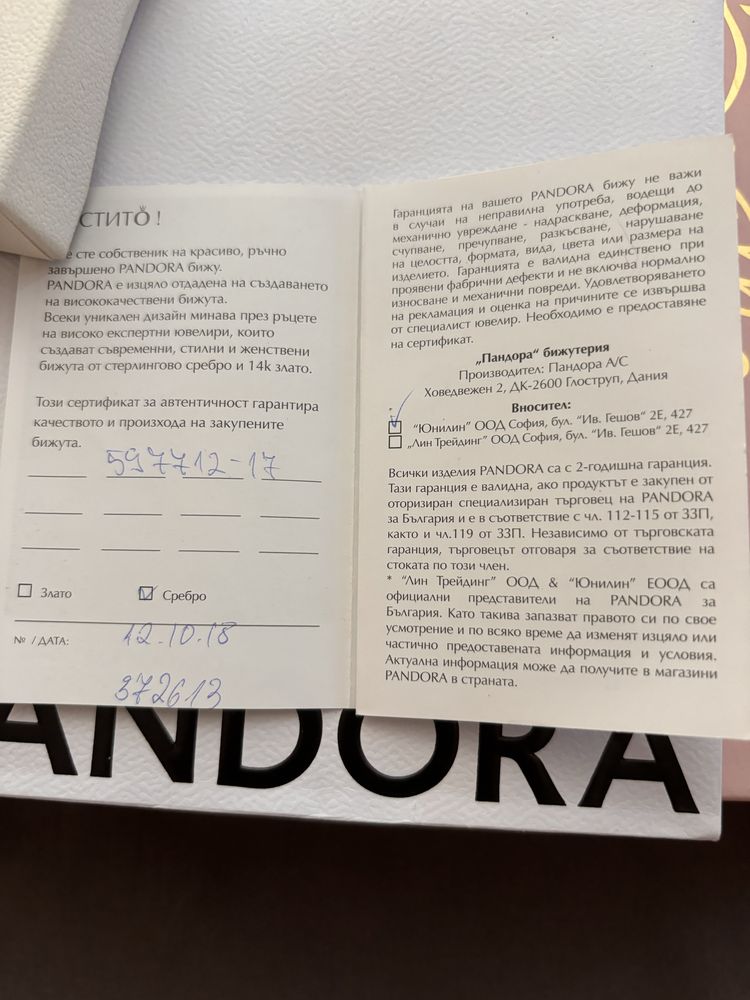 СТИТО !
е сте собственик на красиво, ръчно
завършено PANDORA бижу.
PANDORA е изцяло отдадена на създаването
на висококачествени бижута.
Всеки уникален дизайн минава през ръцете
на високо експертни ювелири, които
създават съвременни, стилни и женствени
бижута от стерлингово сребро и 14k злато.
Този сертификат за автентичност гарантира
качеството и произхода на закупените
бижута.
597712-17
Злато
Сребро
№ / ДАТА: 12.10.18
372613
Гаранцията на вашето PANDORA бижу не важи
в случаи на неправилна употреба, водещи до
механично увреждане - надраскване, деформация,
счупване, пречупване, разкъсване, нарушаване
на целостта, формата, вида, цвета или размера на
изделието. Гаранцията е валидна единствено при
проявени фабрични дефекти и не включва нормално
износване и механични повреди. Удовлетворяването
на рекламация и оценка на причините се извършва
от специалист ювелир. Необходимо е предоставяне
на сертификат.
„Пандора“ бижутерия
Производител: Пандора А/С
Ховедвежен 2, ДК-2600 Глоструп, Дания
Вносител:
“Юнилин” ООД София, бул. “Ив. Гешов” 2Е, 427
„Лин Трейдинг” ООД София, бул. “Ив. Гешов” 2Е, 427
Всички изделия PANDORA са с 2-годишна гаранция.
Тази гаранция е валидна, ако продуктът е закупен от
оторизиран специализиран търговец на PANDORA
за България и е в съответствие с чл. 112-115 от ЗЗП,
както и чл.119 от ЗЗП. Независимо от търговската
гаранция, търговецът отговаря за съответствие на
стоката по този член.
* “Лин Трейдинг” ООД & “Юнилин” ЕООД са
официални представители на PANDORA за
България. Като такива запазват правото си по свое
усмотрение и по всяко време да изменят изцяло или
частично предоставената информация и условия.
Актуална информация може да получите в магазини
PANDORA в страната.
PANDORA